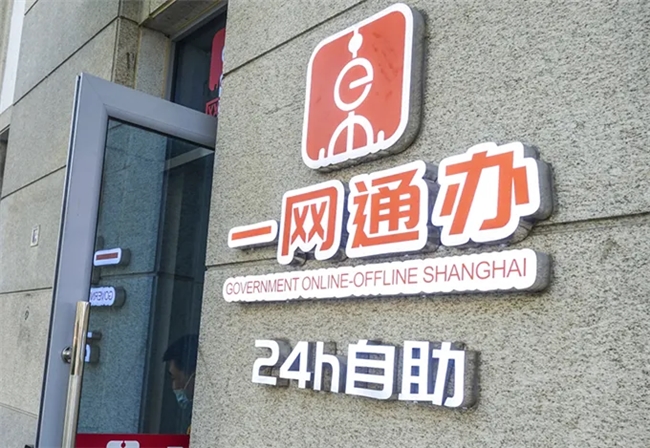 一网通办
GOVERNMENT ONLINE-OFFLINE SHANGHAI
24h自助